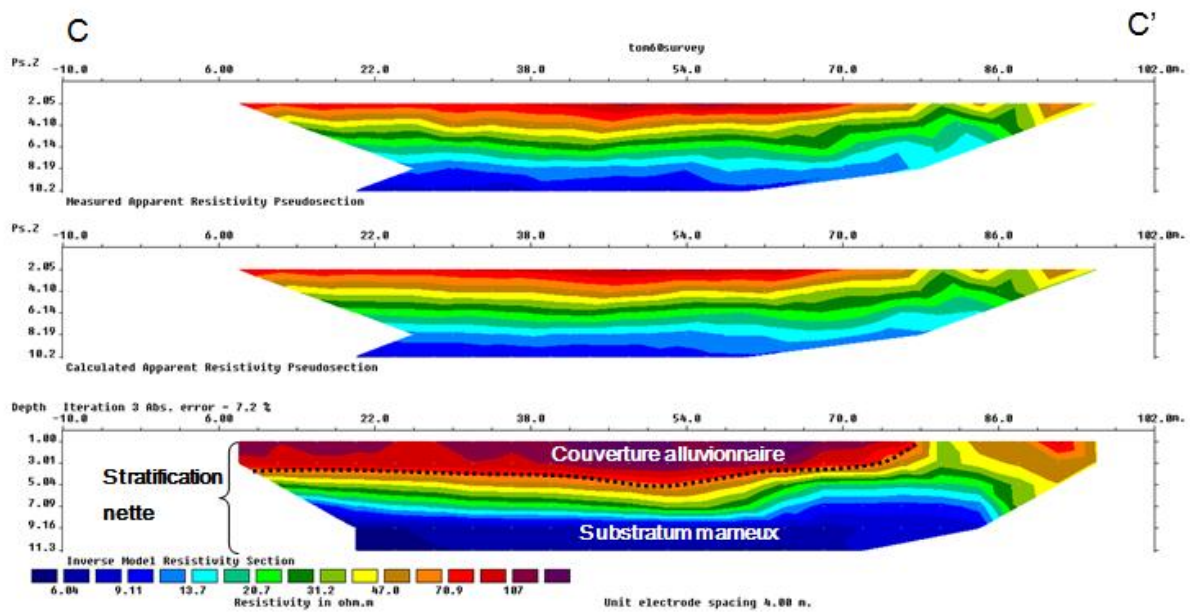 C C'
tom60survey
Ps.Z -10.0 6.00 22.0 38.0 54.0 70.0 86.0 102.0m.
2.05
4.10
6.14
8.19
10.2
Measured Apparent Resistivity Pseudosection
Ps.Z -10.0 6.00 22.0 38.0 54.0 70.0 86.0 102.0m.
2.05
4.10
6.14
8.19
10.2
Calculated Apparent Resistivity Pseudosection
Depth Iteration 3 Abs. error - 7.2 %
-10.0 6.00 22.0 38.0 54.0 70.0 86.0 102.0 m.
1.00
3.01
5.04
7.09
9.16
11.3
Couverture alluvionnaire
Stratification
nette
Substratum marneux
Inverse Model Resistivity Section
6.04 9.11 13.7 20.7 31.2 47.0 70.9 107
Resistivity in ohm.m Unit electrode spacing 4.00 m.